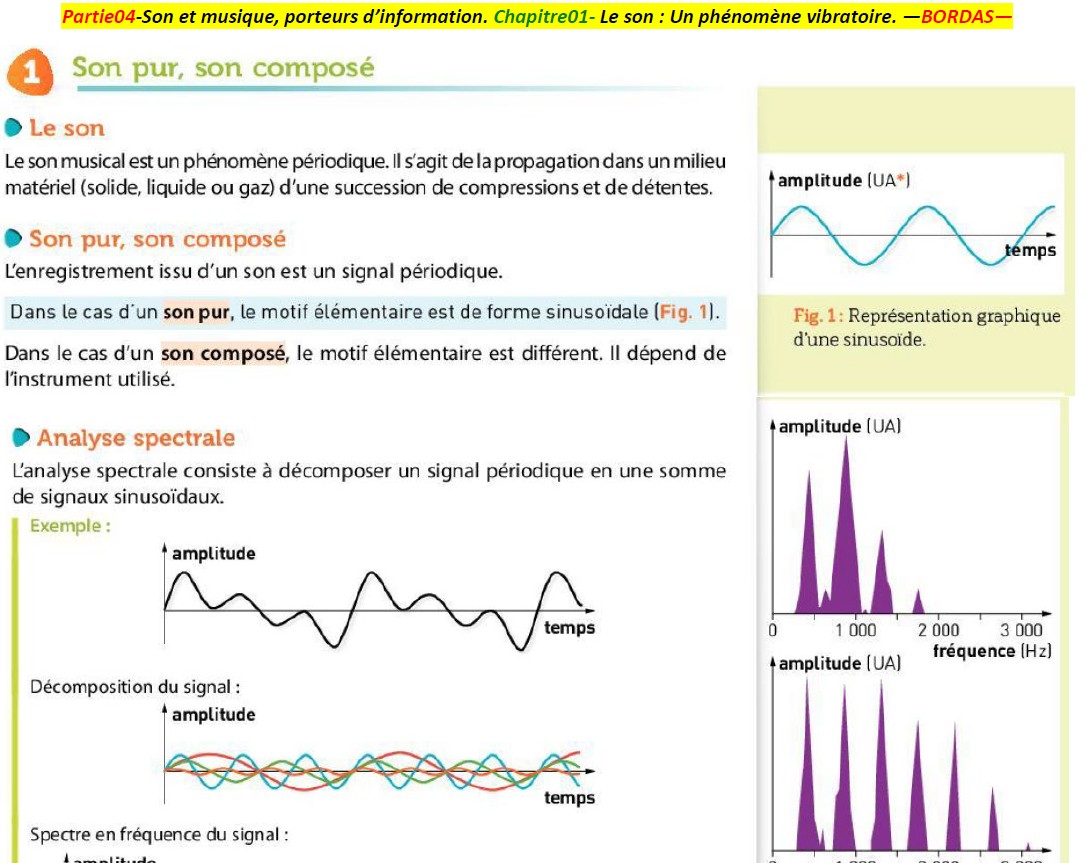 Partie04-Son et musique, porteurs d’information. Chapitre01- Le son : Un phénomène vibratoire. —BORDAS—
1 Son pur, son composé
Le son
Le son musical est un phénomène périodique. Il s’agit de la propagation dans un milieu
matériel (solide, liquide ou gaz) d’une succession de compressions et de détentes.
Son pur, son composé
L’enregistrement issu d’un son est un signal périodique.
Dans le cas d’un son pur, le motif élémentaire est de forme sinusoïdale (Fig. 1).
Dans le cas d’un son composé, le motif élémentaire est différent. Il dépend de
l’instrument utilisé.
Analyse spectrale
L’analyse spectrale consiste à décomposer un signal périodique en une somme
de signaux sinusoïdaux.
Exemple :
amplitude
temps
Décomposition du signal :
amplitude
temps
Spectre en fréquence du signal :
amplitude
amplitude (UA*)
temps
Fig. 1 : Représentation graphique
d’une sinusoïde.
amplitude (UA)
0 1 000 2 000 3 000
fréquence (Hz)
amplitude (UA)